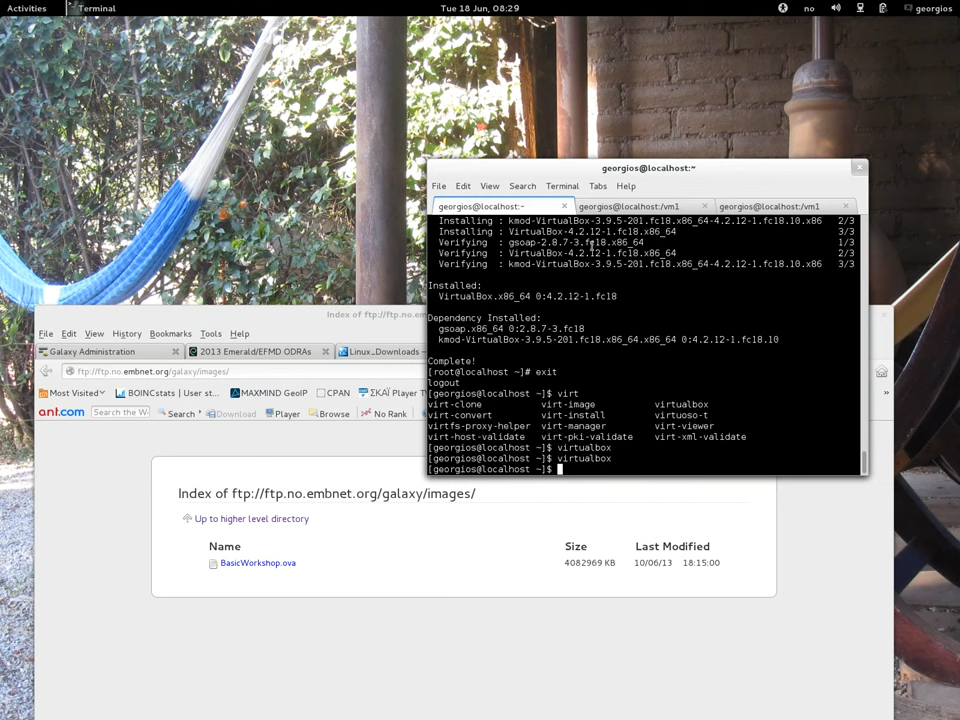 Activities Terminal Tue 18 Jun, 08:29 no georgios
georgios@localhost:~
File Edit View Search Terminal Tabs Help
georgios@localhost:~ georgios@localhost:/vm1 georgios@localhost:/vm1
Installing : kmod-VirtualBox-3.9.5-201.fc18.x86_64-4.2.12-1.fc18.10.x86 2/3
Installing : VirtualBox-4.2.12-1.fc18.x86_64 3/3
Verifying : gsoap-2.8.7-3.fc18.x86_64 1/3
Verifying : VirtualBox-4.2.12-1.fc18.x86_64 2/3
Verifying : kmod-VirtualBox-3.9.5-201.fc18.x86_64-4.2.12-1.fc18.10.x86 3/3
Installed:
VirtualBox.x86_64 0:4.2.12-1.fc18
Dependency Installed:
gsoap.x86_64 0:2.8.7-3.fc18
kmod-VirtualBox-3.9.5-201.fc18.x86_64.x86_64 0:4.2.12-1.fc18.10
Complete!
[root@localhost ~]# exit
logout
[georgios@localhost ~]$ virt
virt-clone virt-image virtualbox
virt-convert virt-install virtuoso-t
virtfs-proxy-helper virt-manager virt-viewer
virt-host-validate virt-pki-validate virt-xml-validate
[georgios@localhost ~]$ virtualbox
[georgios@localhost ~]$ virtualbox
[georgios@localhost ~]$
Index of ftp://ftp.no.em
File Edit View History Bookmarks Tools Help
Galaxy Administration 2013 Emerald/EFMD ODRAs Linux_Downloads
ftp://ftp.no.embnet.org/galaxy/images/
Most Visited BOINCstats | User st... MAXMIND GeoIP CPAN ΣΚΑΪ Player T
ant.com Search the W Search Download Player Browse No Rank
Index of ftp://ftp.no.embnet.org/galaxy/images/
Up to higher level directory
Name Size Last Modified
BasicWorkshop.ova 4082969 KB 10/06/13 18:15:00